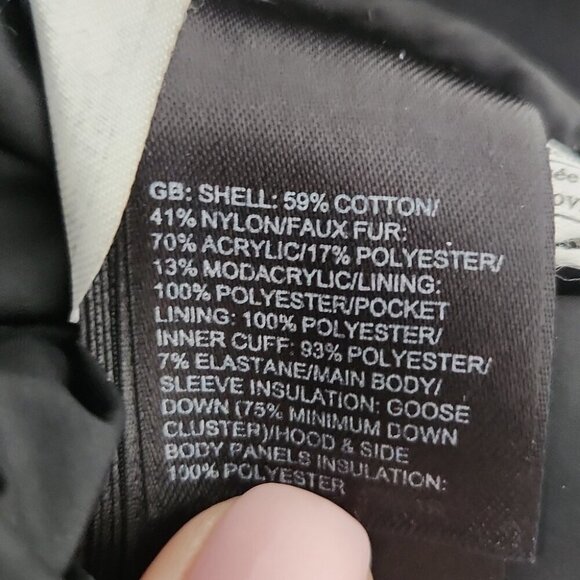 GB: SHELL: 59% COTTON/
41% NYLON/FAUX FUR:
70% ACRYLIC/17% POLYESTER/
13% MODACRYLIC/LINING:
100% POLYESTER/POCKET
LINING: 100% POLYESTER/
INNER CUFF: 93% POLYESTER/
7% ELASTANE/MAIN BODY/
SLEEVE INSULATION: GOOSE
DOWN (75% MINIMUM DOWN
CLUSTER)/HOOD & SIDE
BODY PANELS INSULATION:
100% POLYESTER